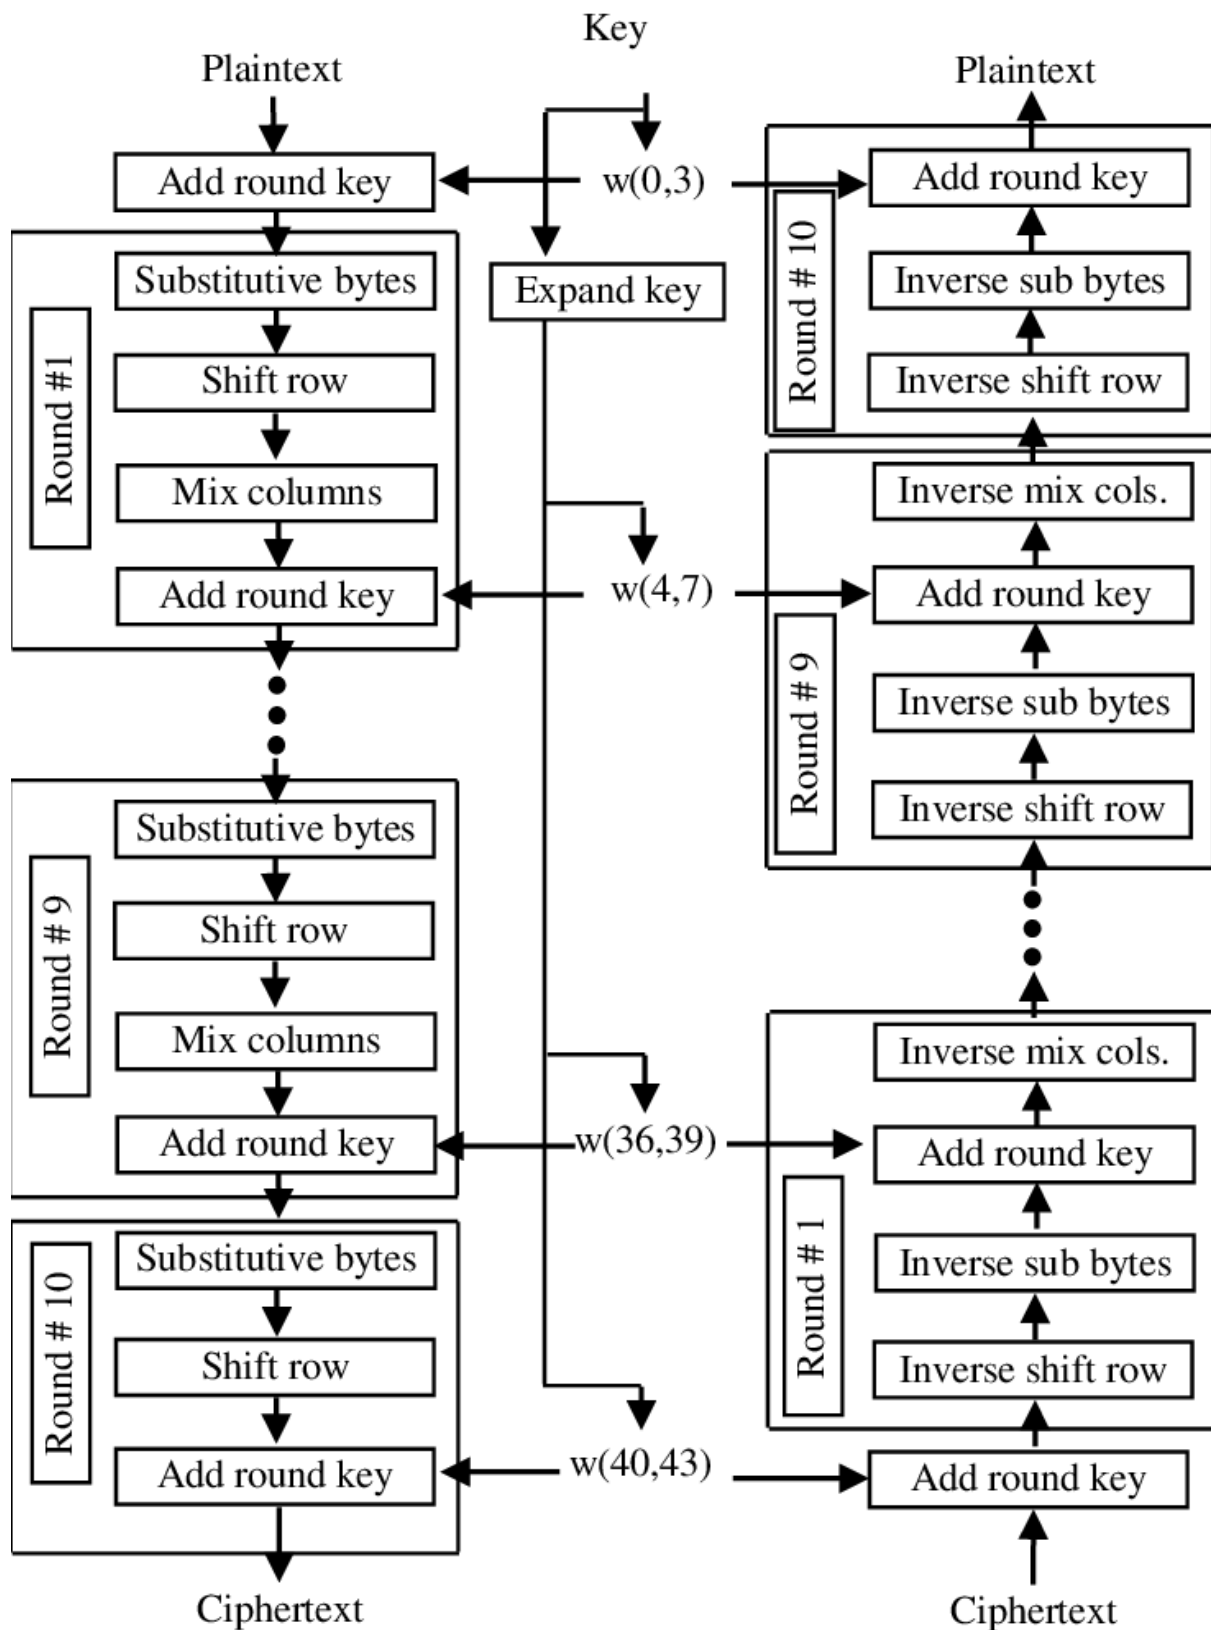 Key
Plaintext
Add round key
Round #1
Substitutive bytes
Shift row
Mix columns
Add round key
Round # 9
Substitutive bytes
Shift row
Mix columns
Add round key
Round # 10
Substitutive bytes
Shift row
Add round key
Ciphertext
w(0,3)
Expand key
w(4,7)
w(36,39)
w(40,43)
Plaintext
Round # 10
Add round key
Inverse sub bytes
Inverse shift row
Round # 9
Inverse mix cols.
Add round key
Inverse sub bytes
Inverse shift row
Round # 1
Inverse mix cols.
Add round key
Inverse sub bytes
Inverse shift row
Add round key
Ciphertext